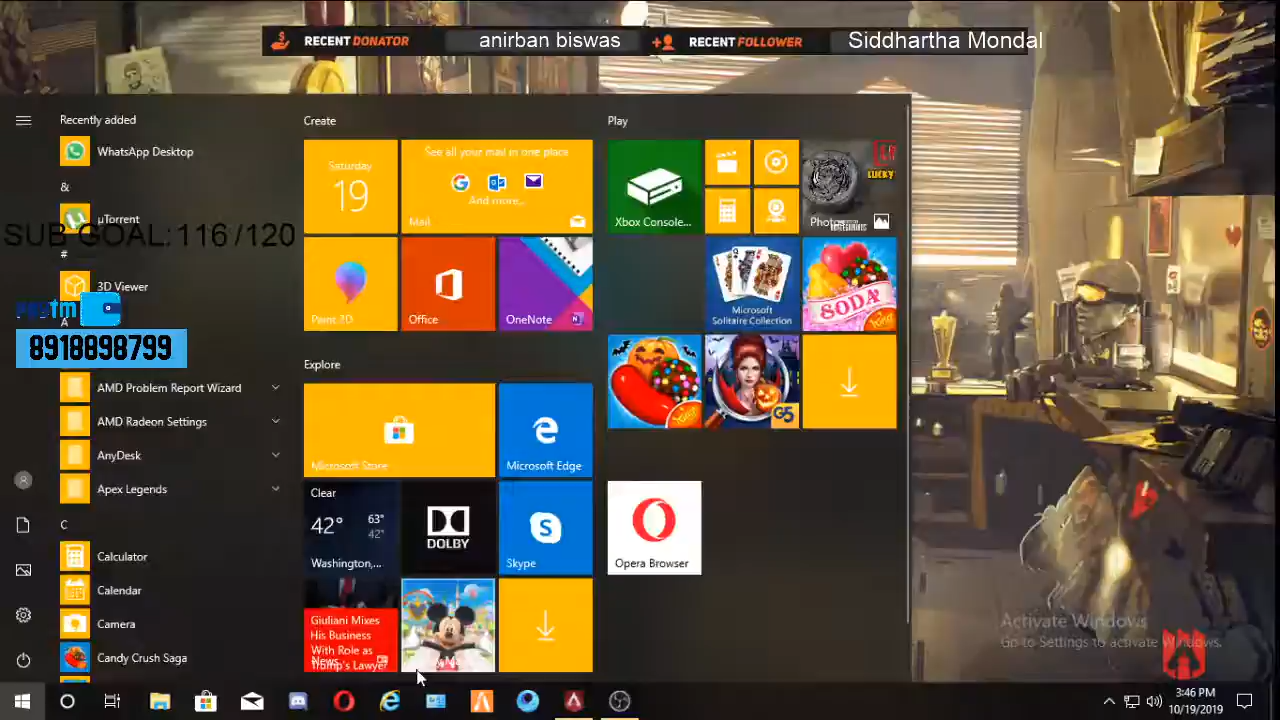 RECENT DONATOR
anirban biswas
RECENT FOLLOWER
Siddhartha Mondal
Recently added
WhatsApp Desktop
&
µTorrent
SUB GOAL: 116 /120
#
3D Viewer
paytm
A
8918898799
AMD Problem Report Wizard
AMD Radeon Settings
AnyDesk
Apex Legends
C
Calculator
Calendar
Camera
Candy Crush Saga
Create
Saturday
19
See all your mail in one place
And more...
Mail
Paint 3D
Office
OneNote
Explore
Microsoft Store
Microsoft Edge
Clear
42°
63°
42°
Washington,...
DOLBY
Skype
Giuliani Mixes
His Business
With Role as
Trump's Lawyer
News
Play
Xbox Console...
LUCKY
Photos
Microsoft
Solitaire Collection
SODA
King
King
G5
Opera Browser
Activate Windows
Go to Settings to activate Windows.
3:46 PM
10/19/2019